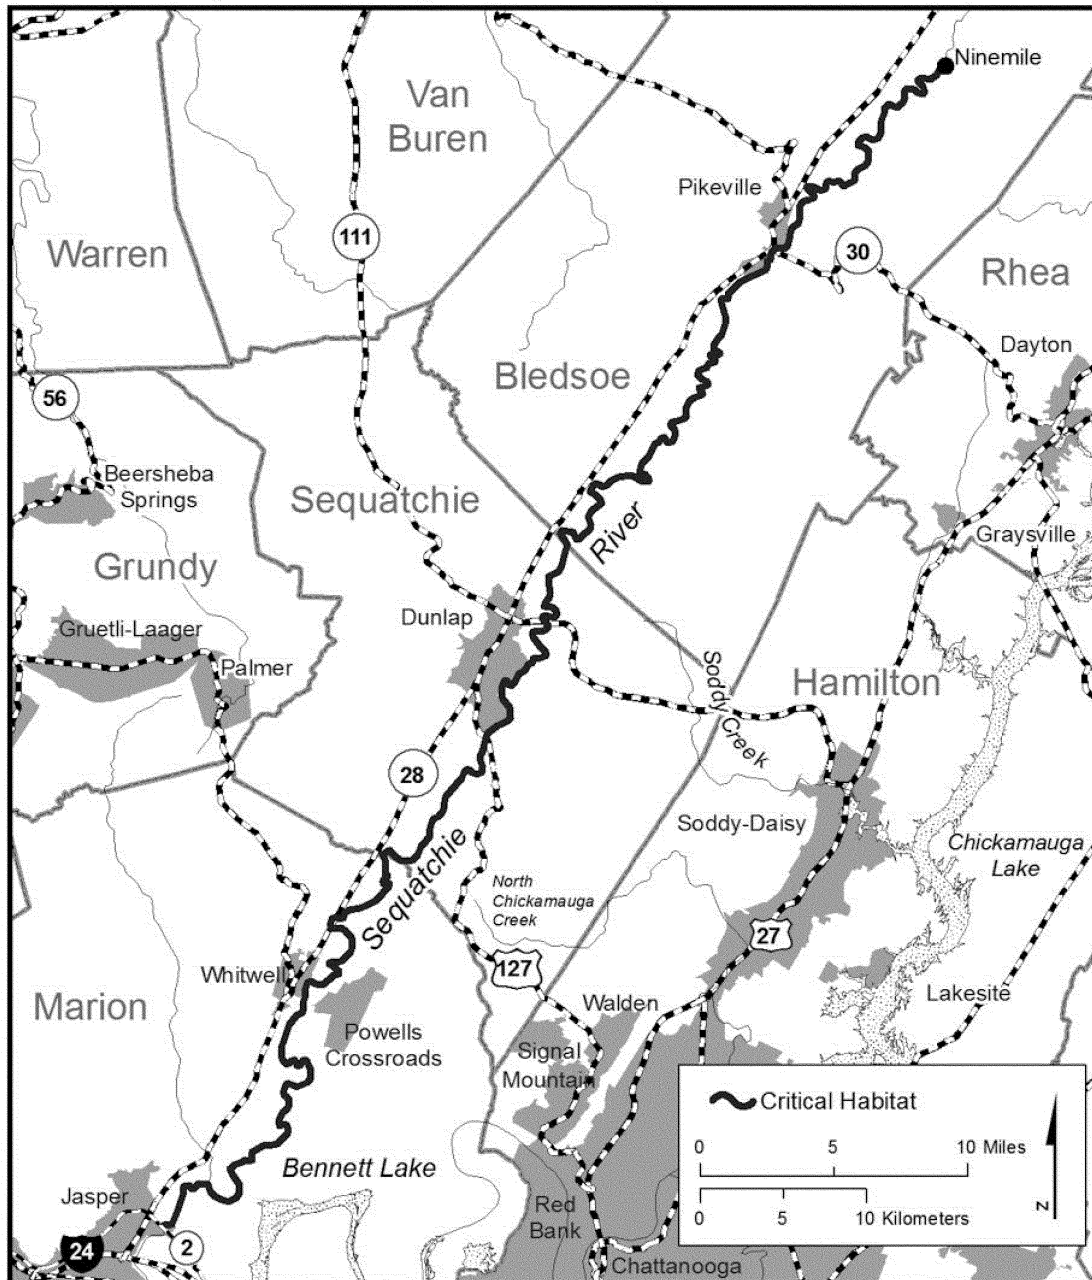 Ninemile
Van
Buren
Pikeville
Warren
111
30
Rhea
Dayton
Bledsoe
56
Beersheba
Springs
Sequatchie
River
Graysville
Grundy
Dunlap
Gruetli-Laager
Palmer
Soddy Creek
Hamilton
28
Soddy-Daisy
Sequatchie
Chickamauga
Lake
North
Chickamauga
Creek
27
127
Whitwell
Lakesite
Marion
Walden
Powells
Crossroads
Signal
Mountain
Critical Habitat
0 5 10 Miles
0 5 10 Kilometers
N
Bennett Lake
Jasper
Red
Bank
24
2
Chattanooga